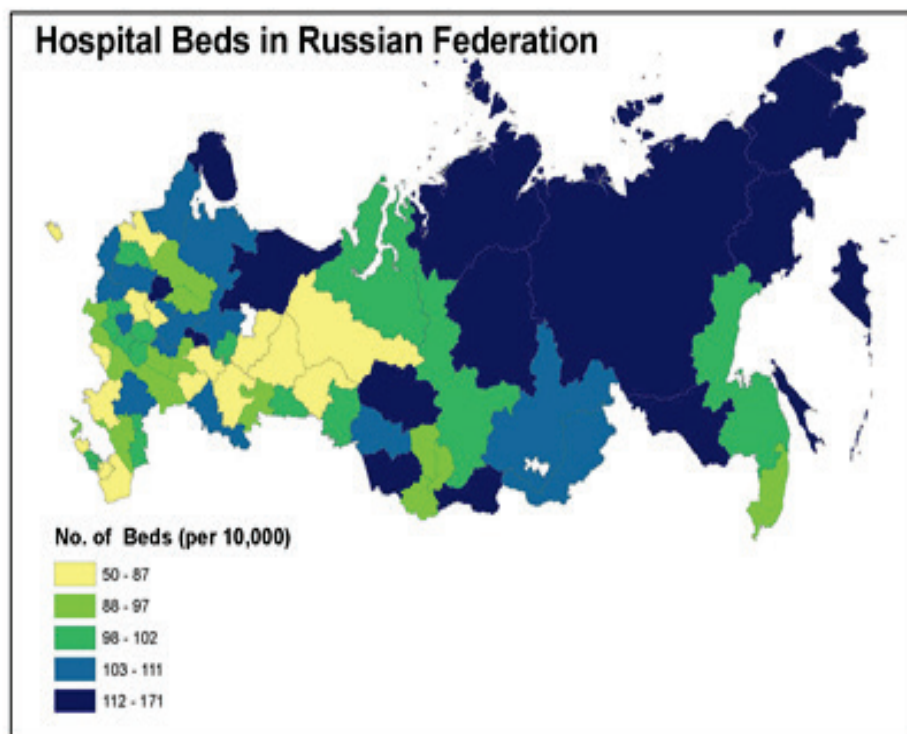 Hospital Beds in Russian Federation
No. of Beds (per 10,000)
50 - 87
88 - 97
98 - 102
103 - 111
112 - 171